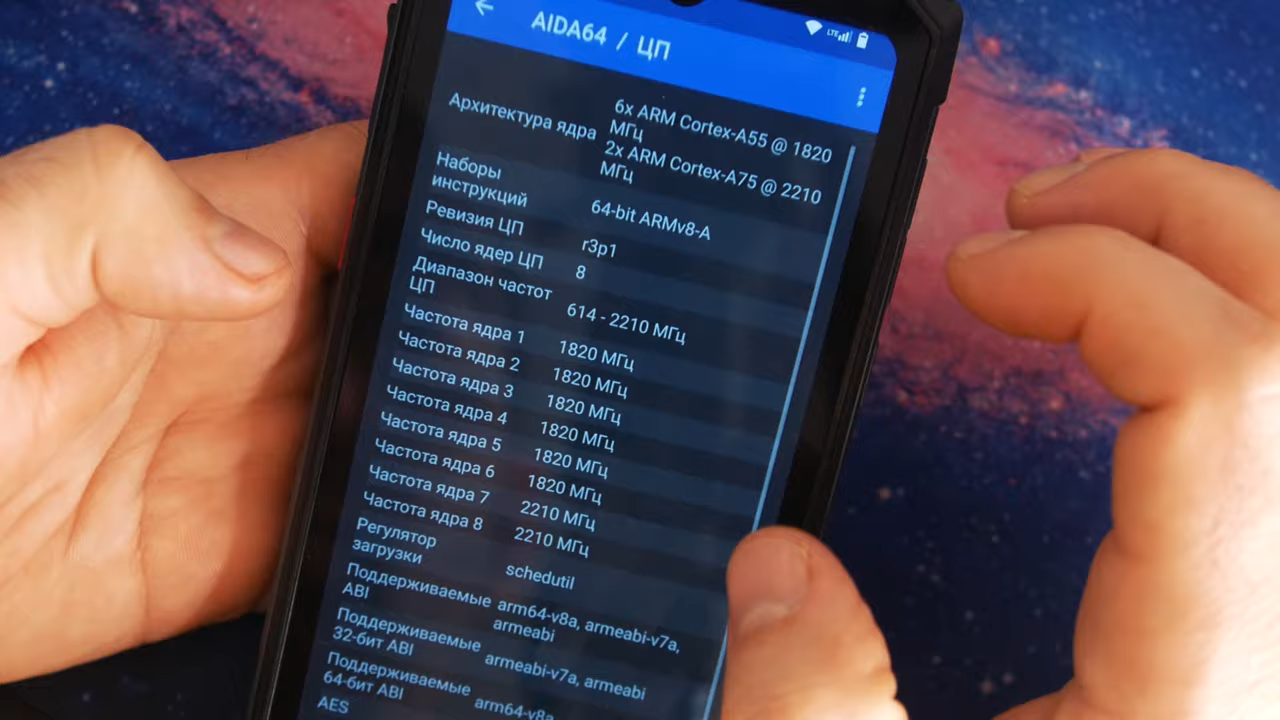 LTE
AIDA64 / ЦП
Архитектура ядра
6x ARM Cortex-A55 @ 1820
МГц
2x ARM Cortex-A75 @ 2210
МГц
Наборы
инструкций
64-bit ARMv8-A
Ревизия ЦП
r3p1
Число ядер ЦП
8
Диапазон частот
ЦП
614 - 2210 МГц
Частота ядра 1
1820 МГц
Частота ядра 2
1820 МГц
Частота ядра 3
1820 МГц
Частота ядра 4
1820 МГц
Частота ядра 5
1820 МГц
Частота ядра 6
1820 МГц
Частота ядра 7
2210 МГц
Частота ядра 8
2210 МГц
Регулятор
загрузки
schedutil
Поддерживаемые
ABI
arm64-v8a, armeabi-v7a,
armeabi
Поддерживаемые
32-бит ABI
armeabi-v7a, armeabi
Поддерживаемые
64-бит ABI
arm64-v8a
AES